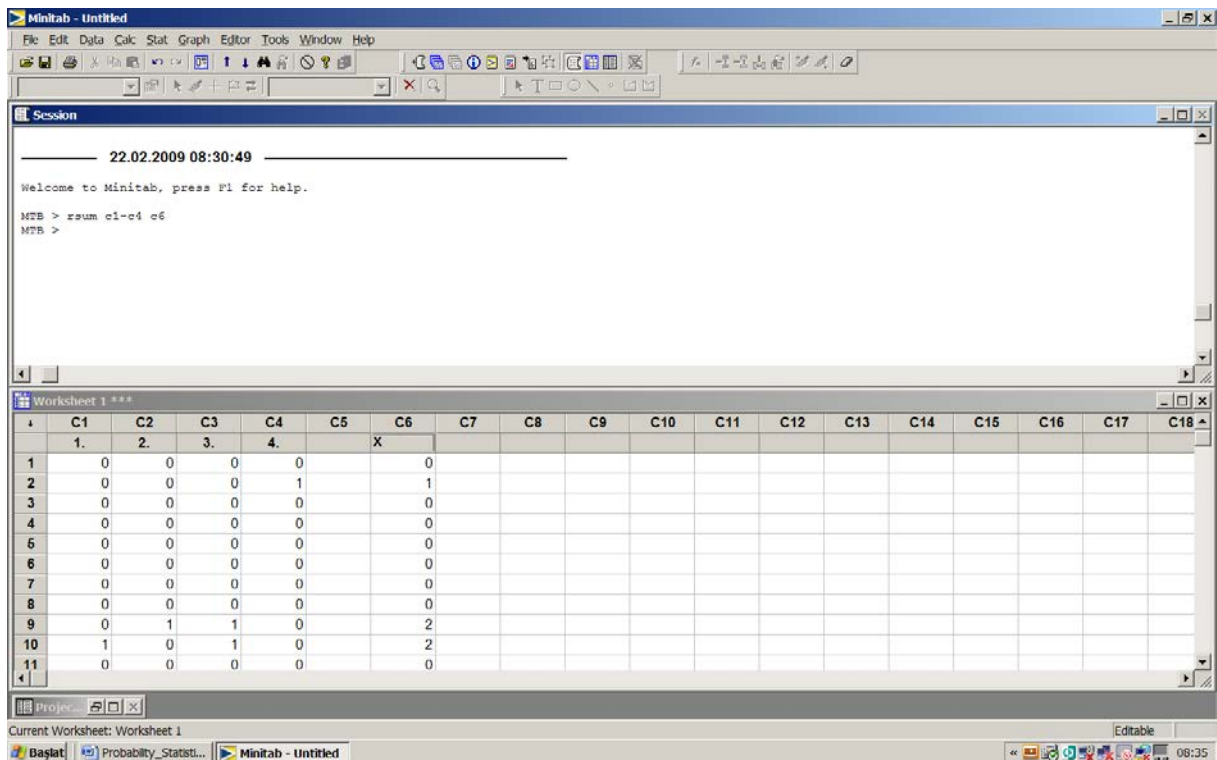 Minitab - Untitled
File Edit Data Calc Stat Graph Editor Tools Window Help
Session
22.02.2009 08:30:49
Welcome to Minitab, press F1 for help.
MTB > rsum c1-c4 c6
MTB >
Worksheet 1 ***
↓ C1 C2 C3 C4 C5 C6 C7 C8 C9 C10 C11 C12 C13 C14 C15 C16 C17 C18
1. 2. 3. 4. X
1 0 0 0 0 0
2 0 0 0 1 1
3 0 0 0 0 0
4 0 0 0 0 0
5 0 0 0 0 0
6 0 0 0 0 0
7 0 0 0 0 0
8 0 0 0 0 0
9 0 1 1 0 2
10 1 0 1 0 2
11 0 0 0 0 0
Projec...
Current Worksheet: Worksheet 1 Editable
Başlat Probability_Statisti... Minitab - Untitled « 08:35